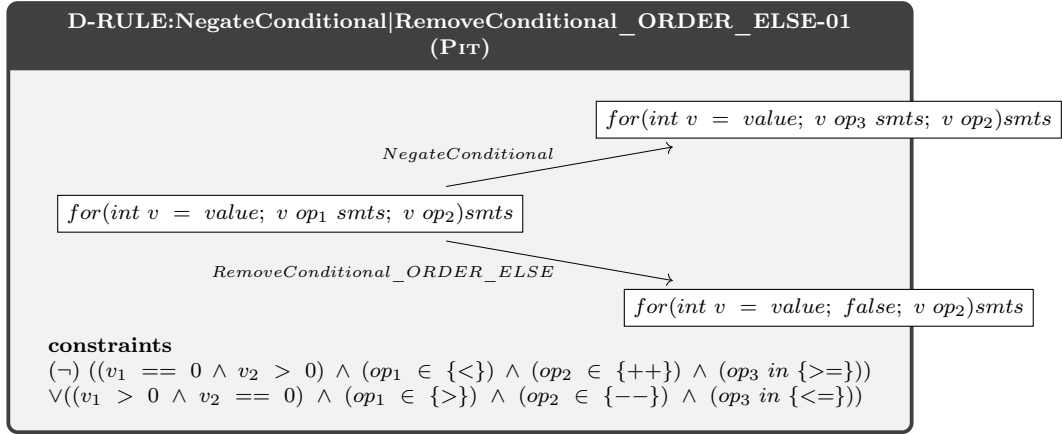 D-RULE:NegateConditional|RemoveConditional_ORDER_ELSE-01
(PIT)
for(int v = value; v op₃ smts; v op₂)smts
NegateConditional
for(int v = value; v op₁ smts; v op₂)smts
RemoveConditional_ORDER_ELSE
for(int v = value; false; v op₂)smts
constraints
(¬) ((v₁ == 0 ∧ v₂ > 0) ∧ (op₁ ∈ {<}) ∧ (op₂ ∈ {++}) ∧ (op₃ in {>=}))
∨((v₁ > 0 ∧ v₂ == 0) ∧ (op₁ ∈ {>}) ∧ (op₂ ∈ {−−}) ∧ (op₃ in {<=}))